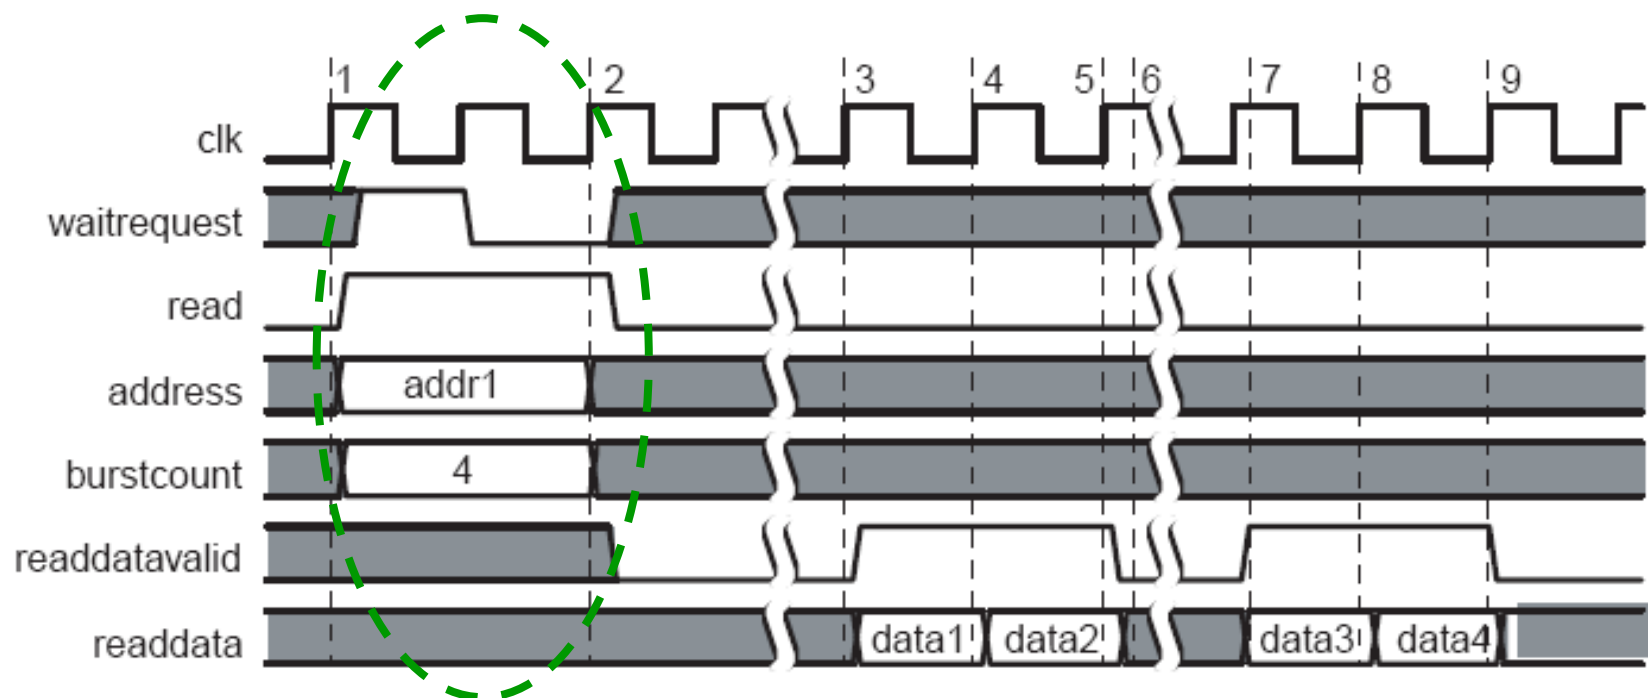 1 2 3 4 5 6 7 8 9
clk
waitrequest
read
address addr1
burstcount 4
readdatavalid
readdata data1 data2 data3 data4